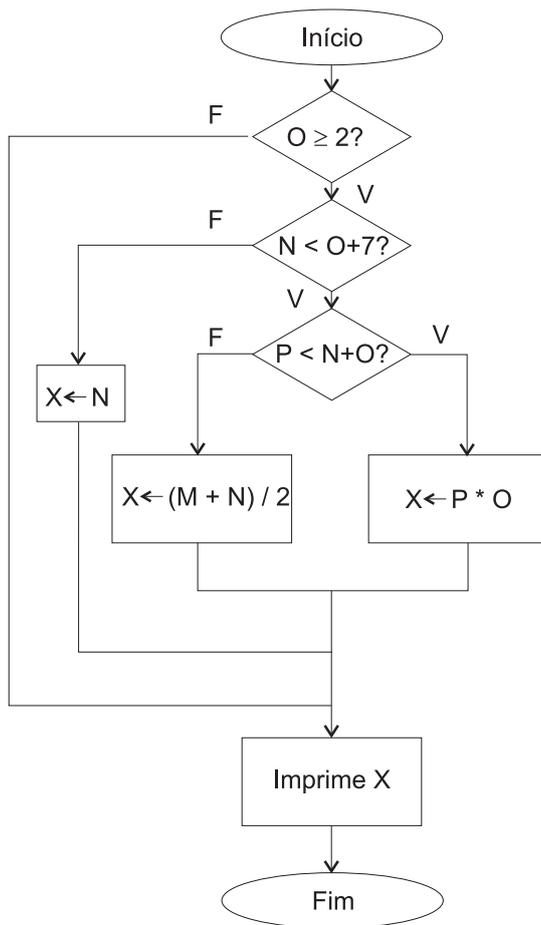 Início
F
O ≥ 2?
V
F
N < O+7?
V
F
P < N+O?
V
X← N
X← (M + N) / 2
X← P * O
Imprime X
Fim